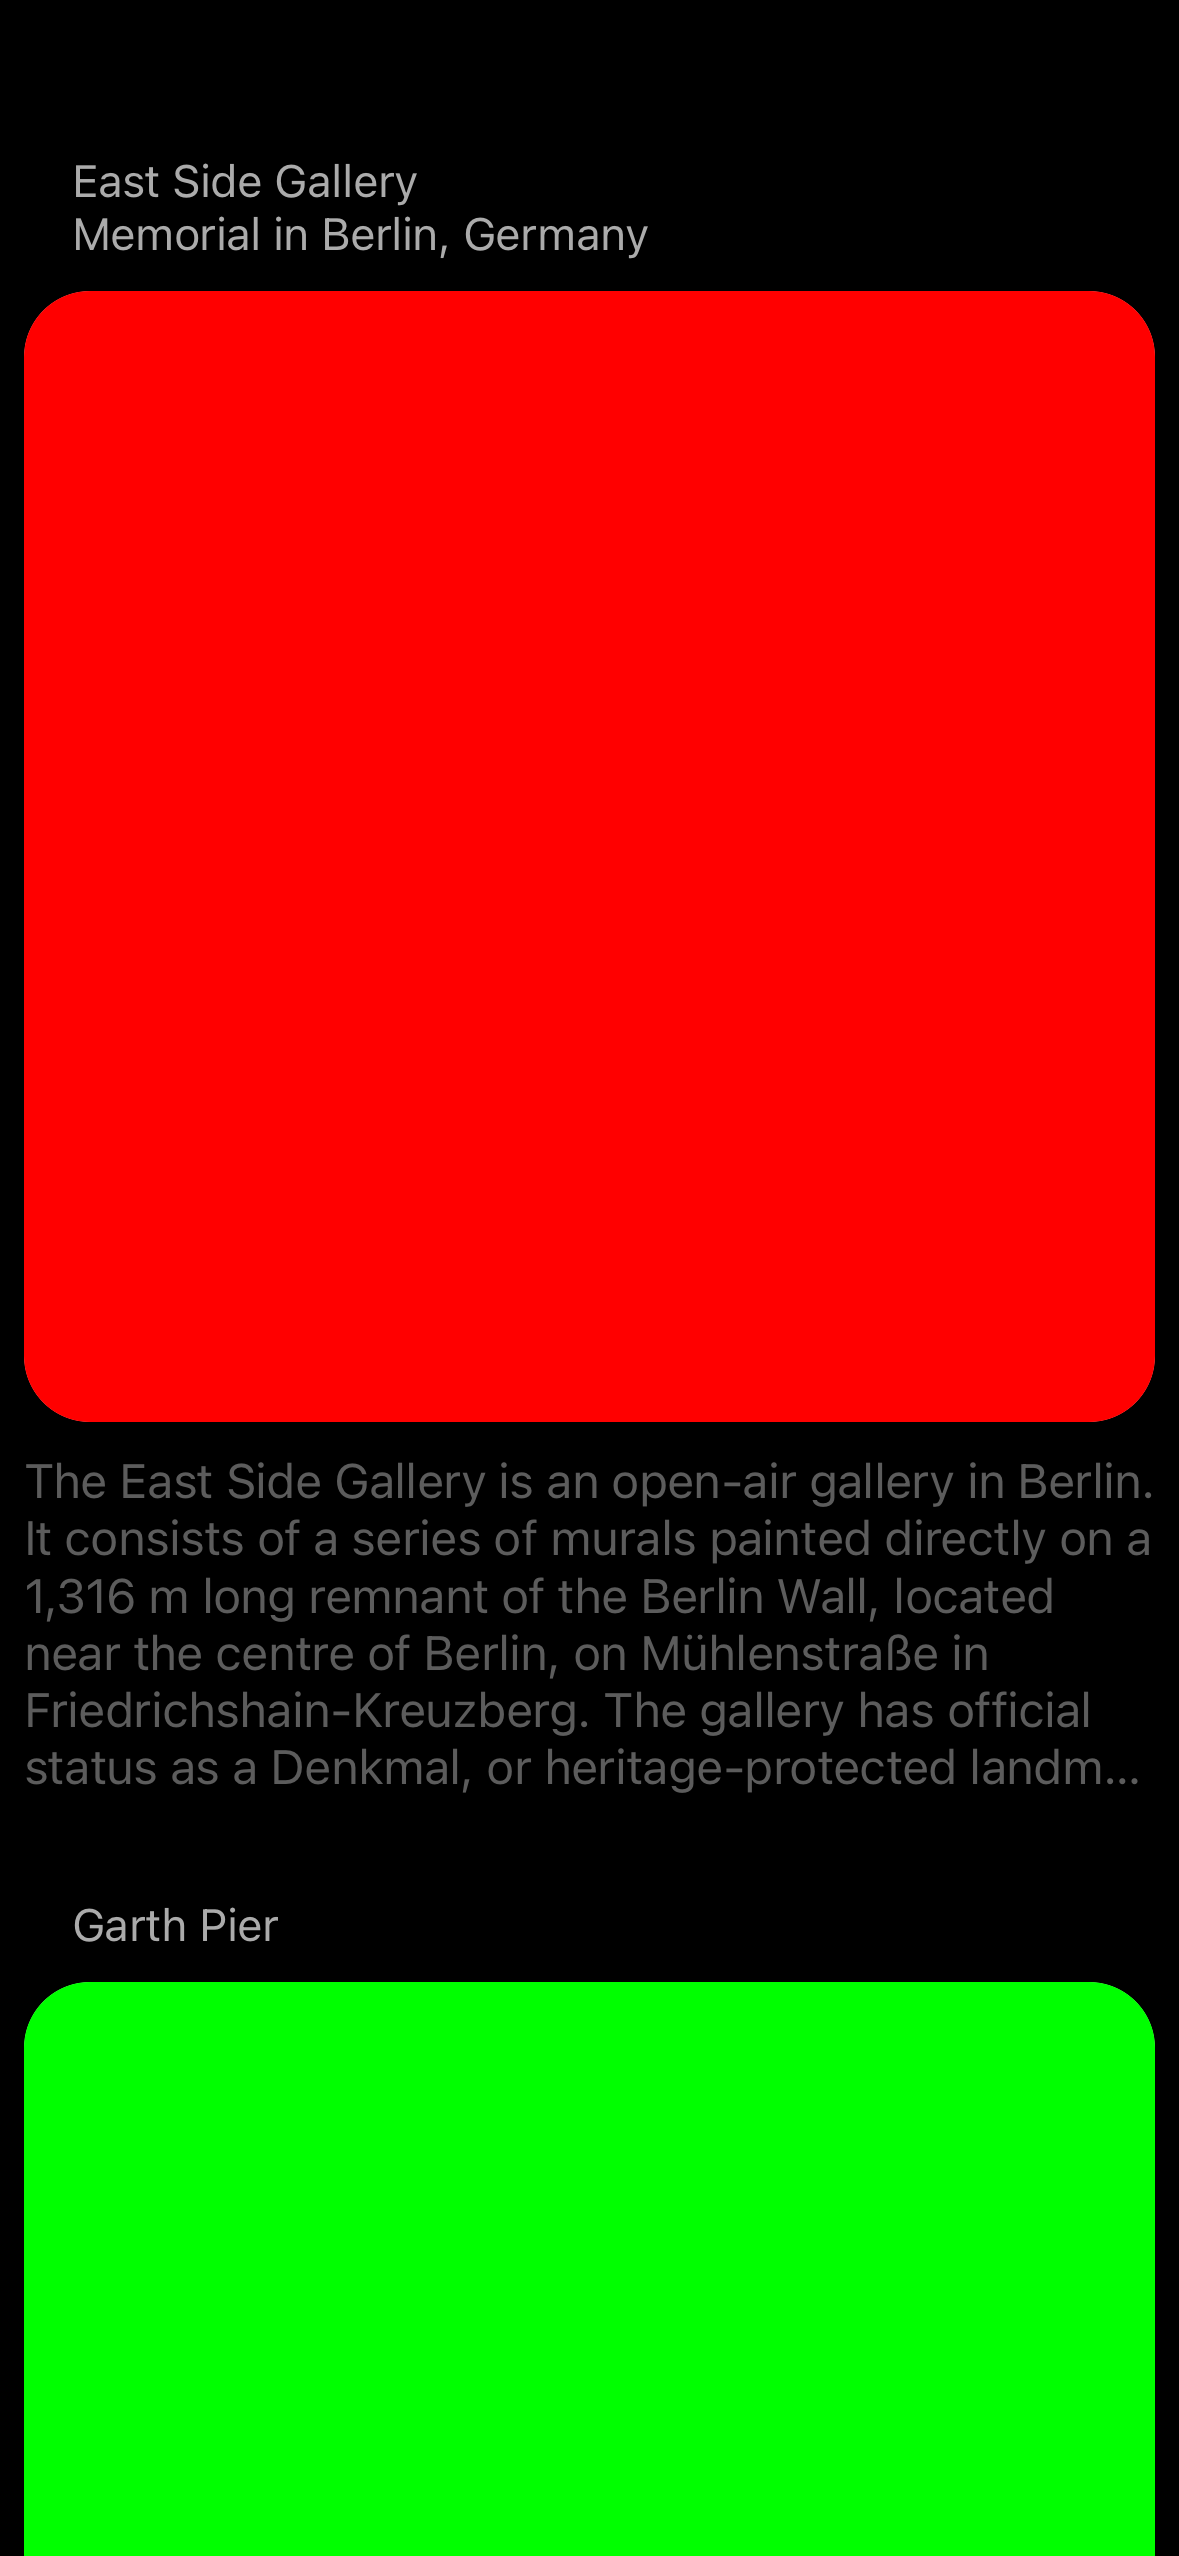 East Side Gallery
Memorial in Berlin, Germany
The East Side Gallery is an open-air gallery in Berlin.
It consists of a series of murals painted directly on a
1,316 m long remnant of the Berlin Wall, located
near the centre of Berlin, on Mühlenstraße in
Friedrichshain-Kreuzberg. The gallery has official
status as a Denkmal, or heritage-protected landm...
Garth Pier